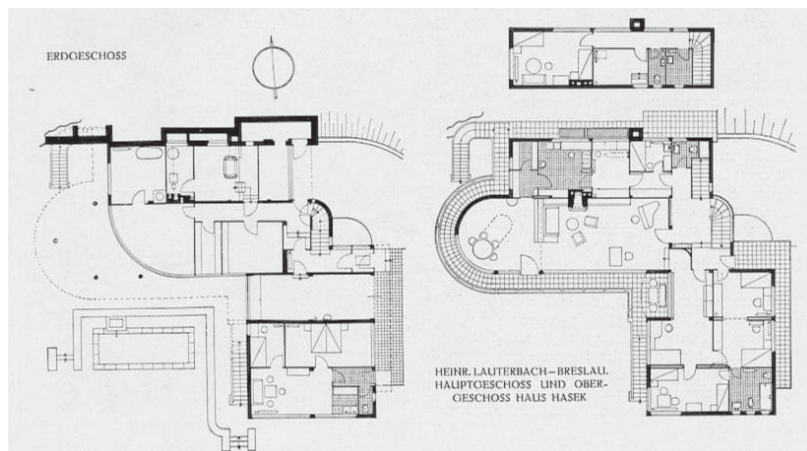 ERDGESCHOSS
HEINR. LAUTERBACH–BRESLAU.
HAUPTGESCHOSS UND OBER-
GESCHOSS HAUS HASEK